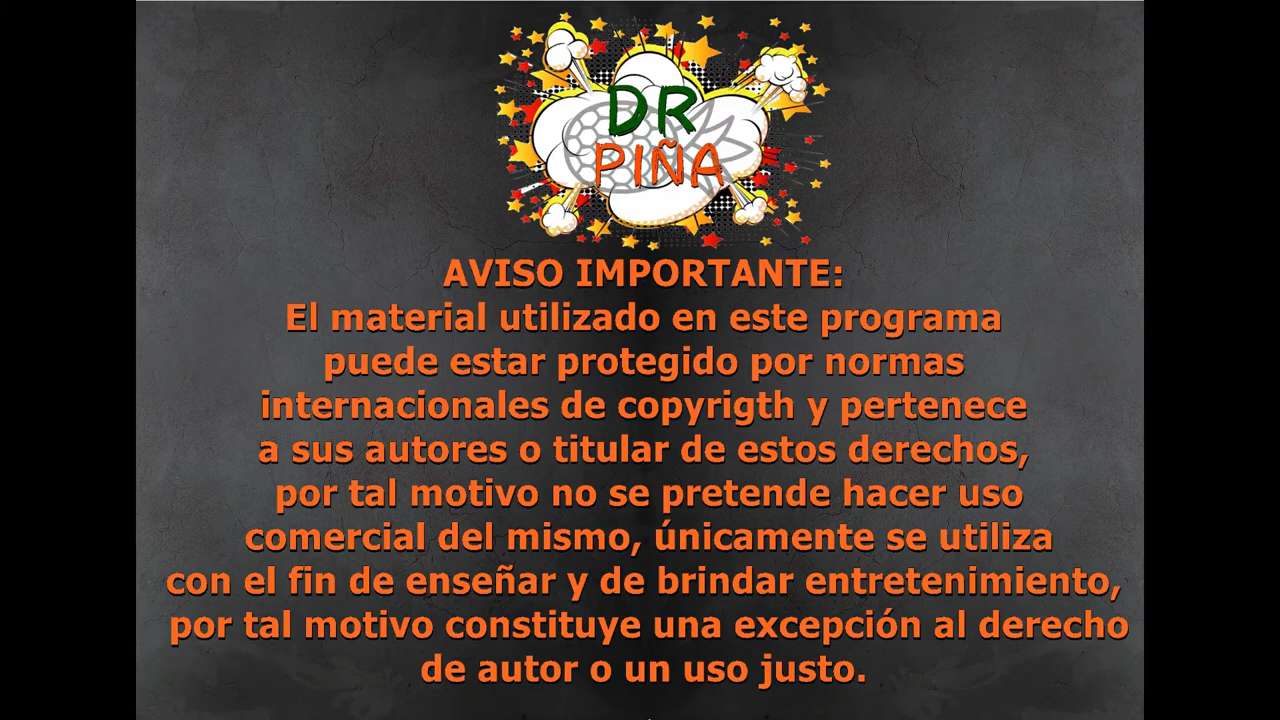 DR
PIÑA
AVISO IMPORTANTE:
El material utilizado en este programa
puede estar protegido por normas
internacionales de copyrigth y pertenece
a sus autores o titular de estos derechos,
por tal motivo no se pretende hacer uso
comercial del mismo, únicamente se utiliza
con el fin de enseñar y de brindar entretenimiento,
por tal motivo constituye una excepción al derecho
de autor o un uso justo.